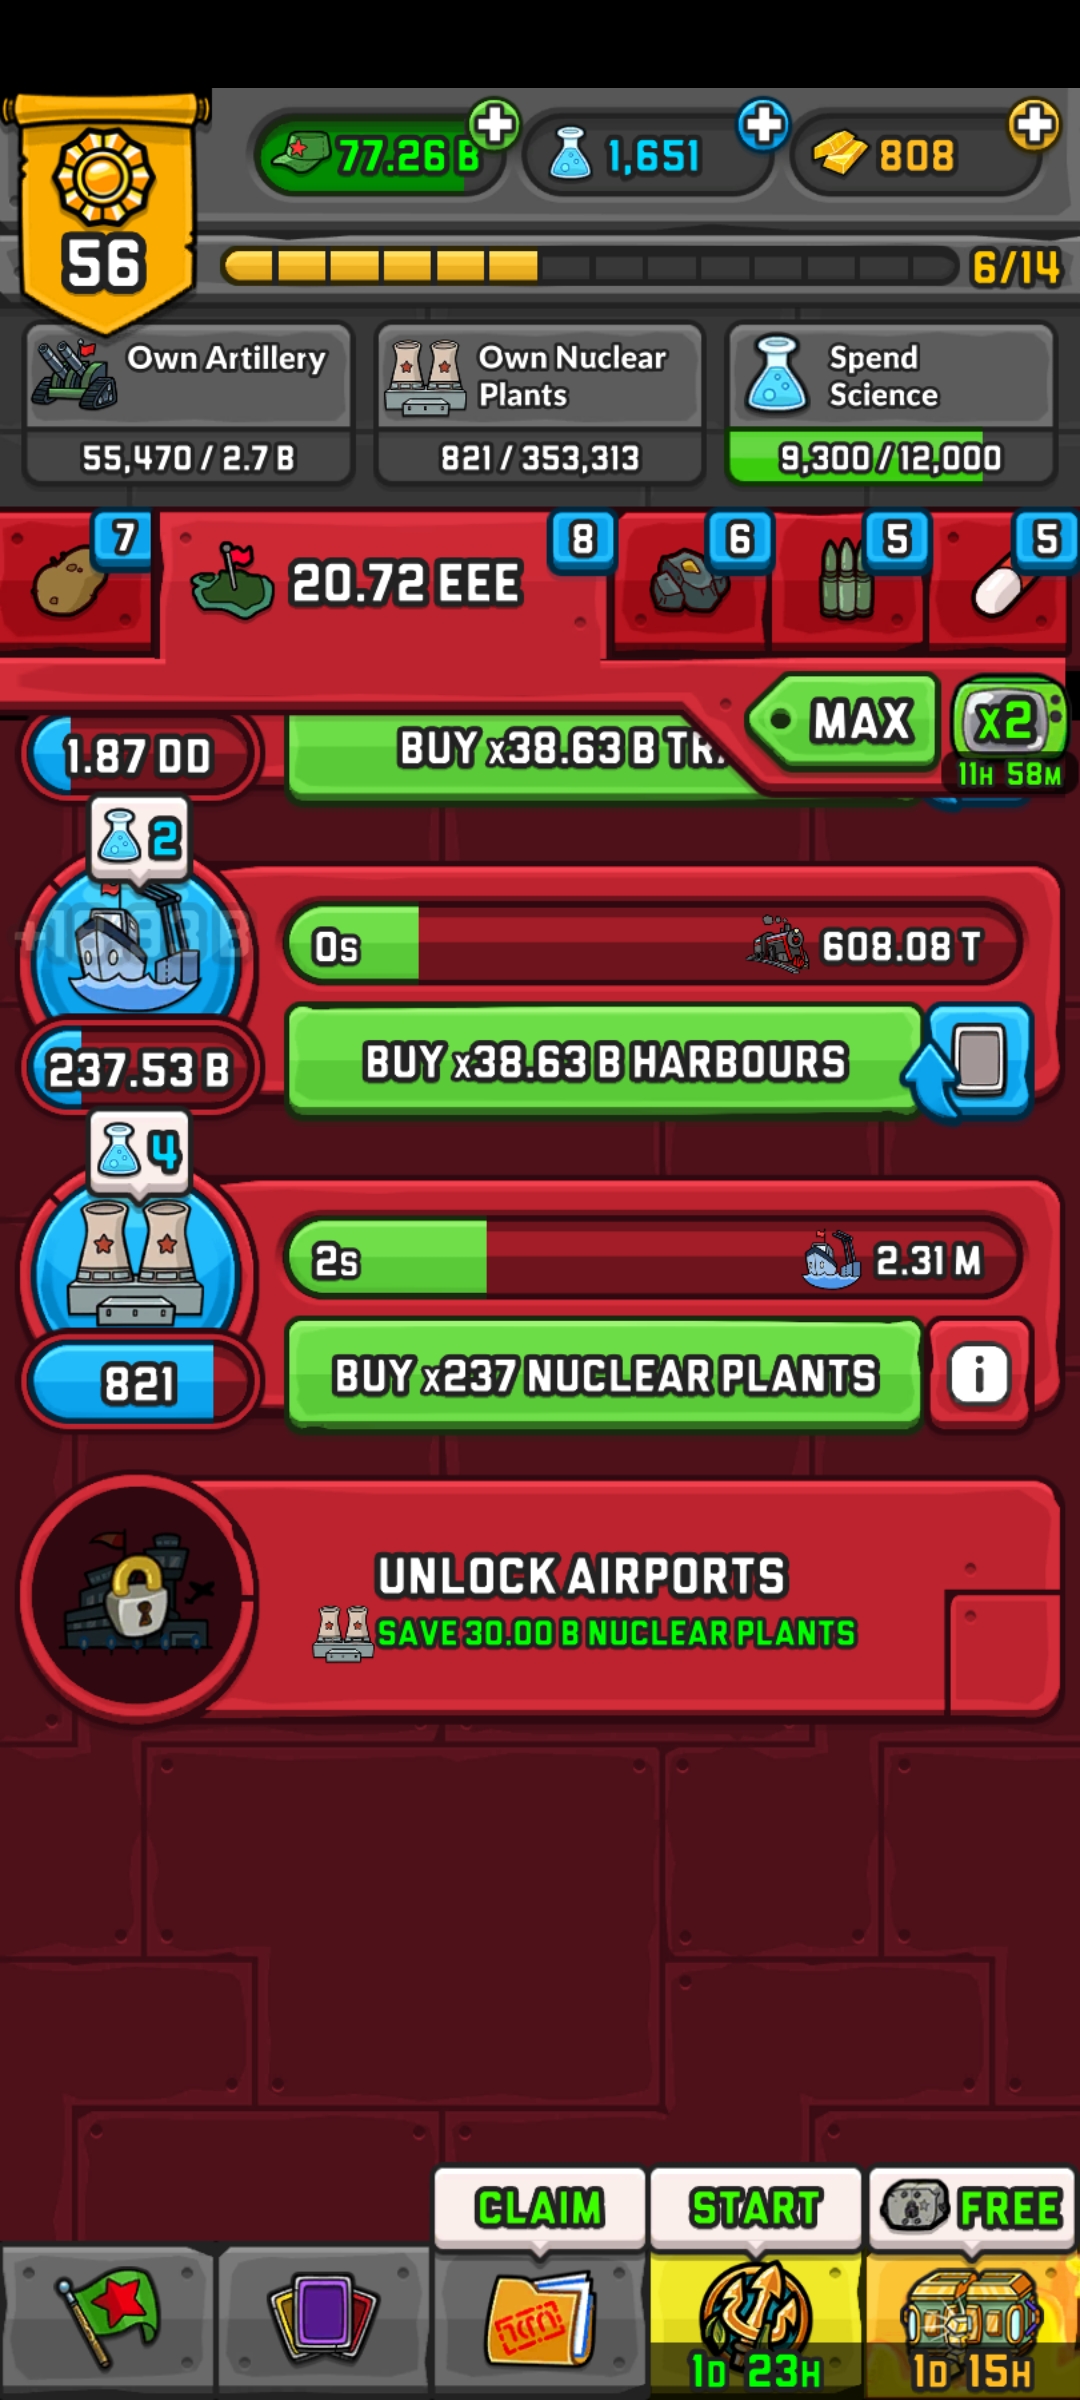 77.26 B
1,651
808
56
6/14
Own Artillery
55,470 / 2.7 B
Own Nuclear
Plants
821 / 353,313
Spend
Science
9,300 / 12,000
7
20.72 EEE
8
6
5
5
MAX
x2
11H 58M
1.87 DD
BUY x38.63 B
2
0s
608.08 T
237.53 B
BUY x38.63 B HARBOURS
4
2s
2.31 M
821
BUY x237 NUCLEAR PLANTS
i
UNLOCK AIRPORTS
SAVE 30.00 B NUCLEAR PLANTS
CLAIM
START
FREE
1D 23H
1D 15H